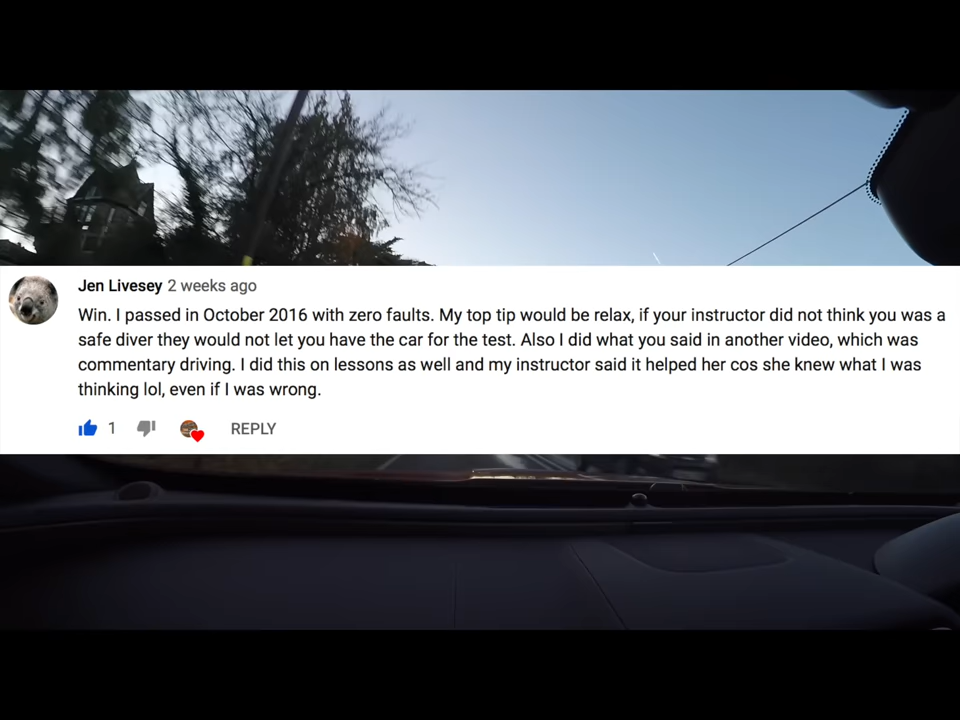 Jen Livesey 2 weeks ago
Win. I passed in October 2016 with zero faults. My top tip would be relax, if your instructor did not think you was a
safe diver they would not let you have the car for the test. Also I did what you said in another video, which was
commentary driving. I did this on lessons as well and my instructor said it helped her cos she knew what I was
thinking lol, even if I was wrong.
1 REPLY